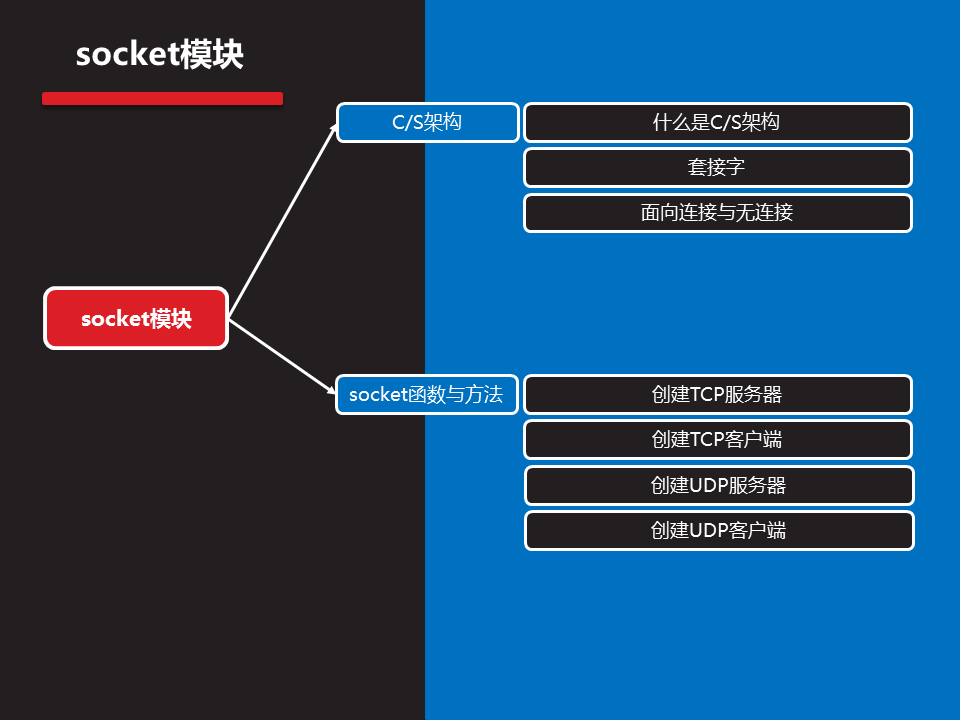 socket模块
C/S架构
什么是C/S架构
套接字
面向连接与无连接
socket模块
socket函数与方法
创建TCP服务器
创建TCP客户端
创建UDP服务器
创建UDP客户端